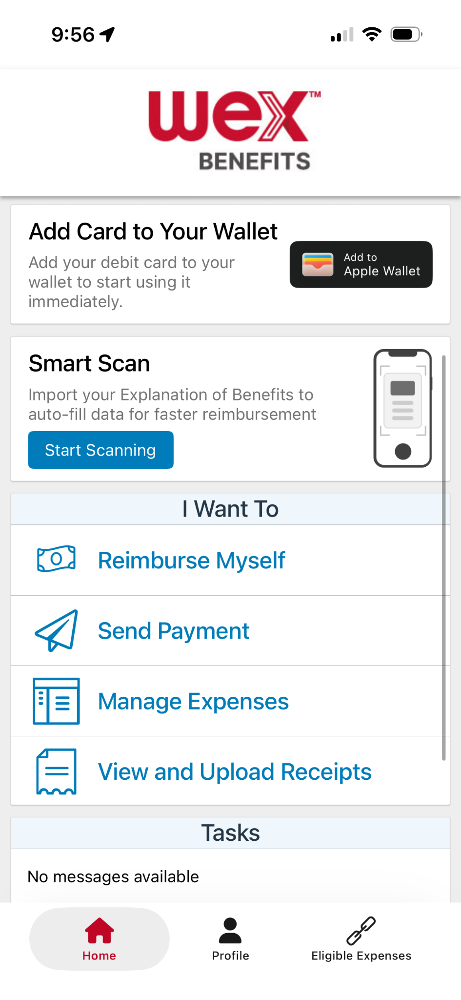 9:56
wex™
BENEFITS
Add Card to Your Wallet
Add your debit card to your
wallet to start using it
immediately.
Add to
Apple Wallet
Smart Scan
Import your Explanation of Benefits to
auto-fill data for faster reimbursement
Start Scanning
I Want To
Reimburse Myself
Send Payment
Manage Expenses
View and Upload Receipts
Tasks
No messages available
Home
Profile
Eligible Expenses